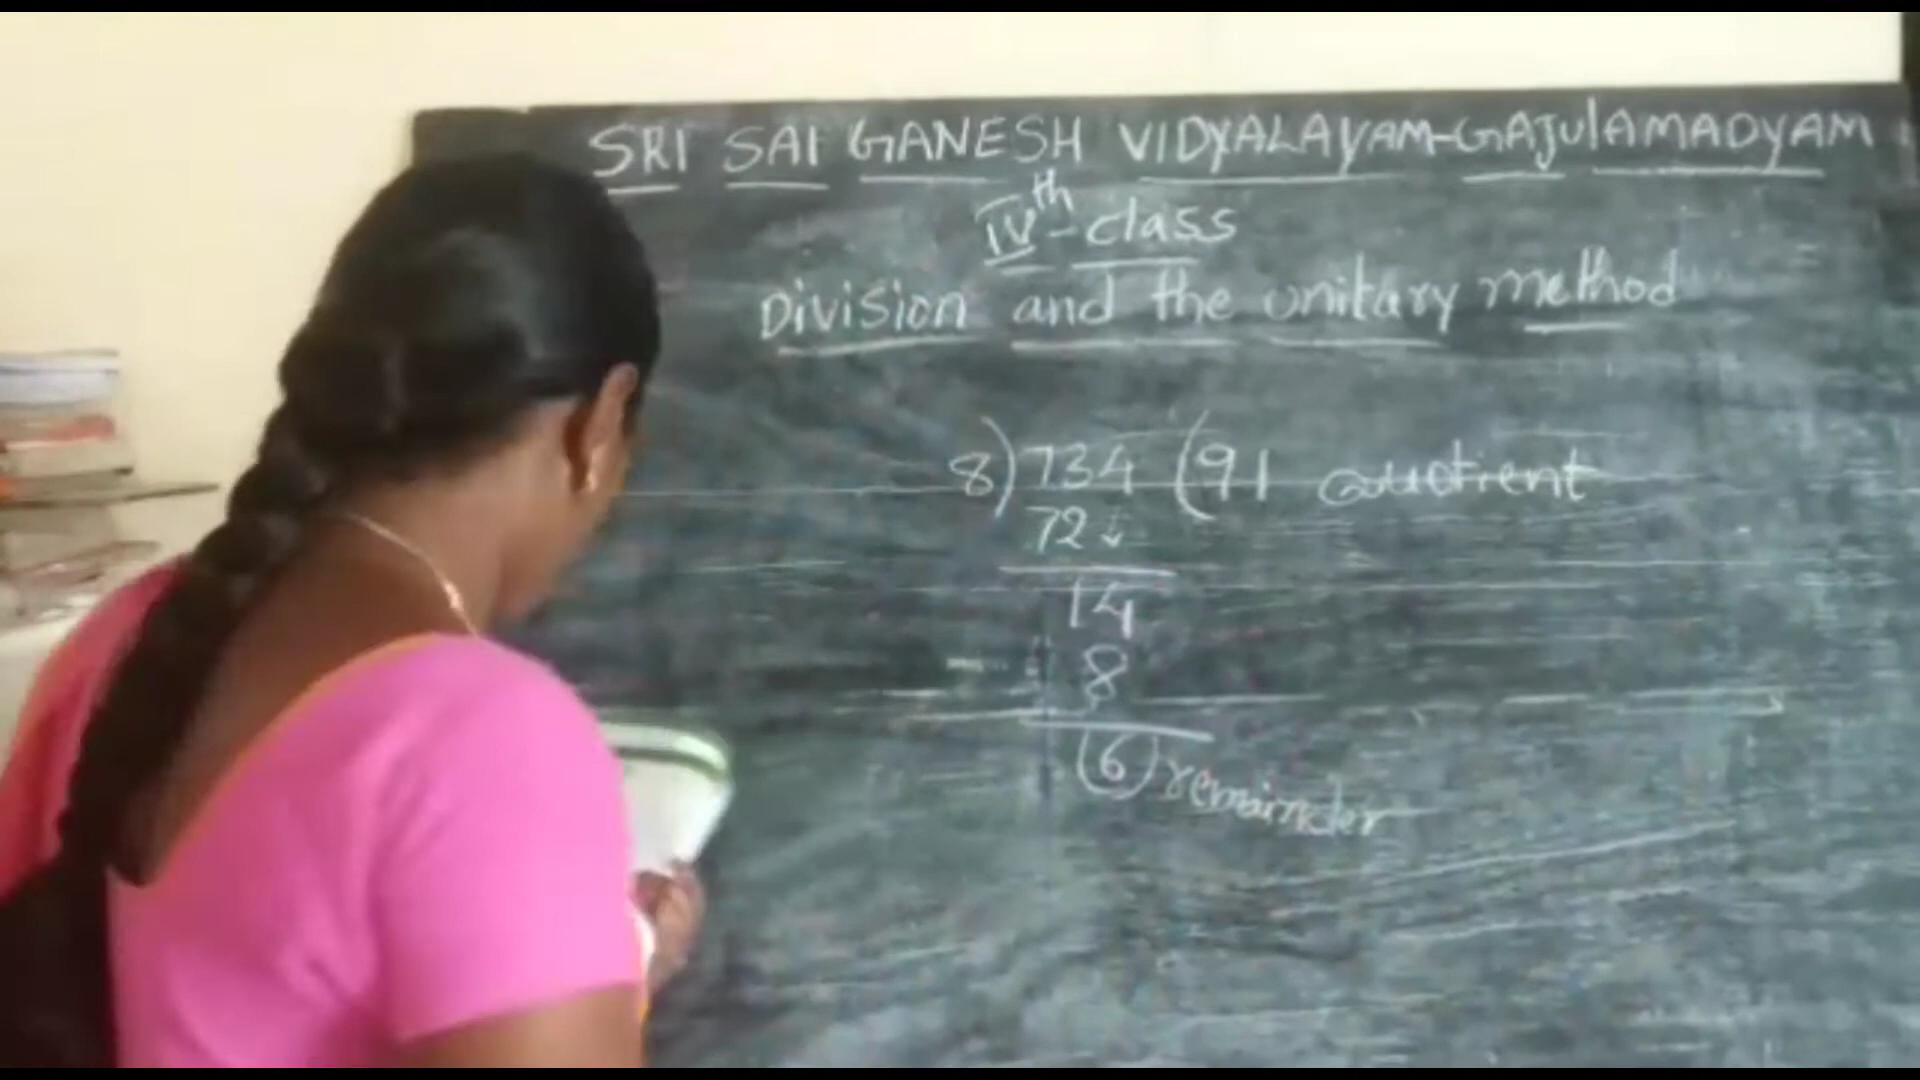 SRI SAI GANESH VIDYALAYAM-GAJULAMADYAM
IVth-class
Division and the unitary method
8)734(91 quotient
72↓
14
8
(6) remainder